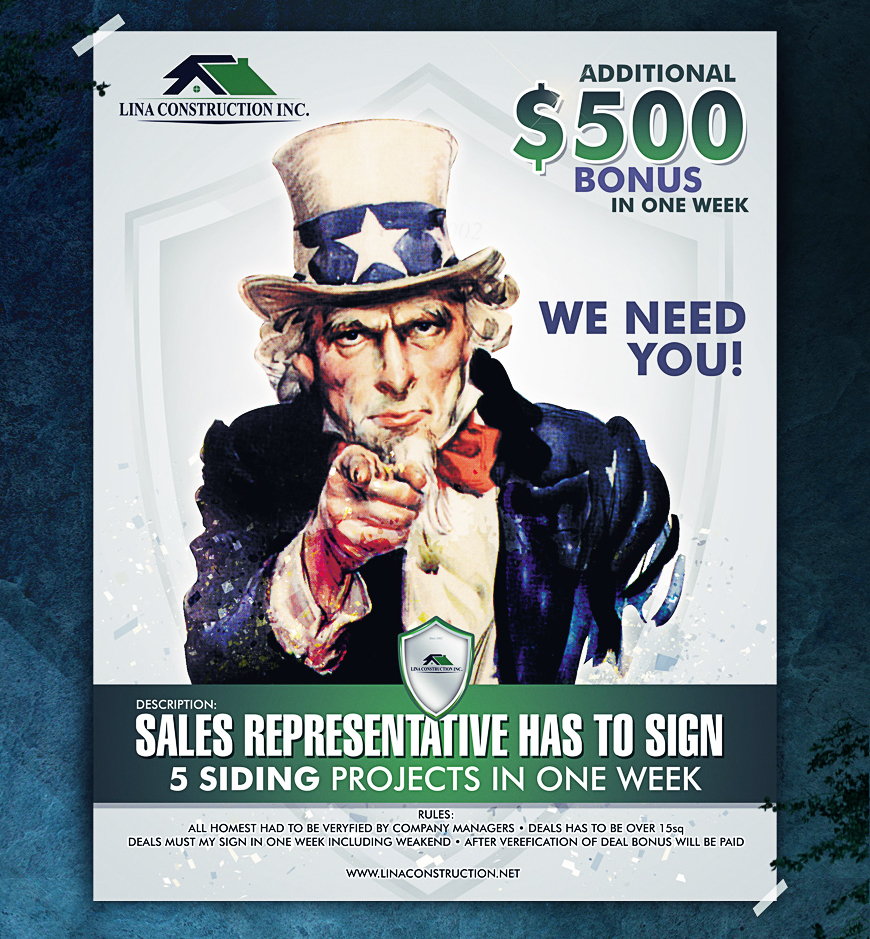 LINA CONSTRUCTION INC.
ADDITIONAL
$500
BONUS
IN ONE WEEK
WE NEED
YOU!
LINA CONSTRUCTION INC.
DESCRIPTION:
SALES REPRESENTATIVE HAS TO SIGN
5 SIDING PROJECTS IN ONE WEEK
RULES:
ALL HOMEST HAD TO BE VERYFIED BY COMPANY MANAGERS • DEALS HAS TO BE OVER 15sq
DEALS MUST MY SIGN IN ONE WEEK INCLUDING WEAKEND • AFTER VEREFICATION OF DEAL BONUS WILL BE PAID
WWW.LINACONSTRUCTION.NET